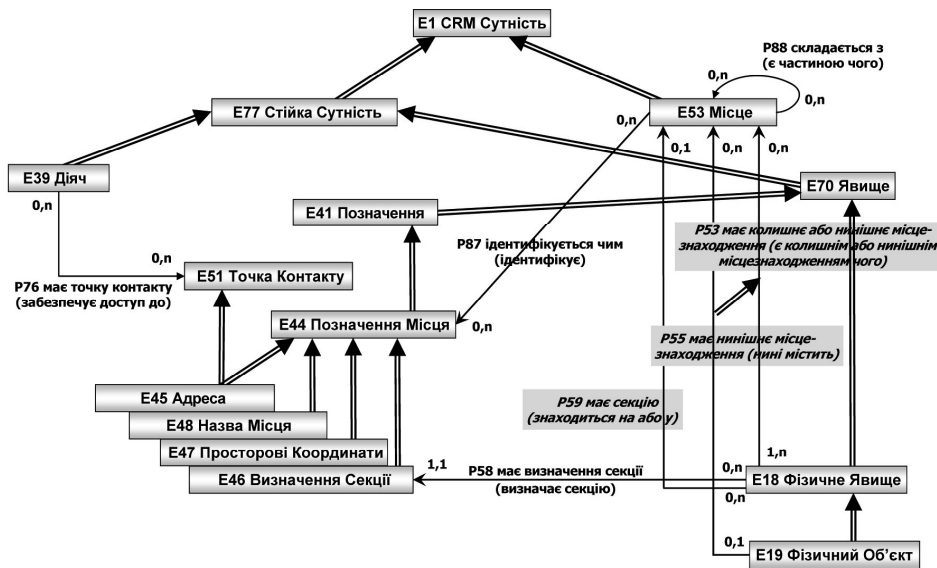 E1 CRM Сутність
P88 складається з
(є частиною чого)
0,n
0,n
E77 Стійка Сутність
E53 Місце
0,n
0,1
0,n
0,n
E39 Діяч
0,n
E70 Явище
E41 Позначення
P53 має колишнє або нинішнє місце-
знаходження (є колишнім або нинішнім
місцезнаходженням чого)
P87 ідентифікується чим
(ідентифікує)
0,n
E51 Точка Контакту
P76 має точку контакту
(забезпечує доступ до)
E44 Позначення Місця
0,n
P55 має нинішнє місце-
знаходження (нині містить)
E45 Адреса
P59 має секцію
(знаходиться на або у)
E48 Назва Місця
E47 Просторові Координати
1,1
P58 має визначення секції
(визначає секцію)
0,n
1,n
E46 Визначення Секції
E18 Фізичне Явище
0,n
0,1
E19 Фізичний Об’єкт